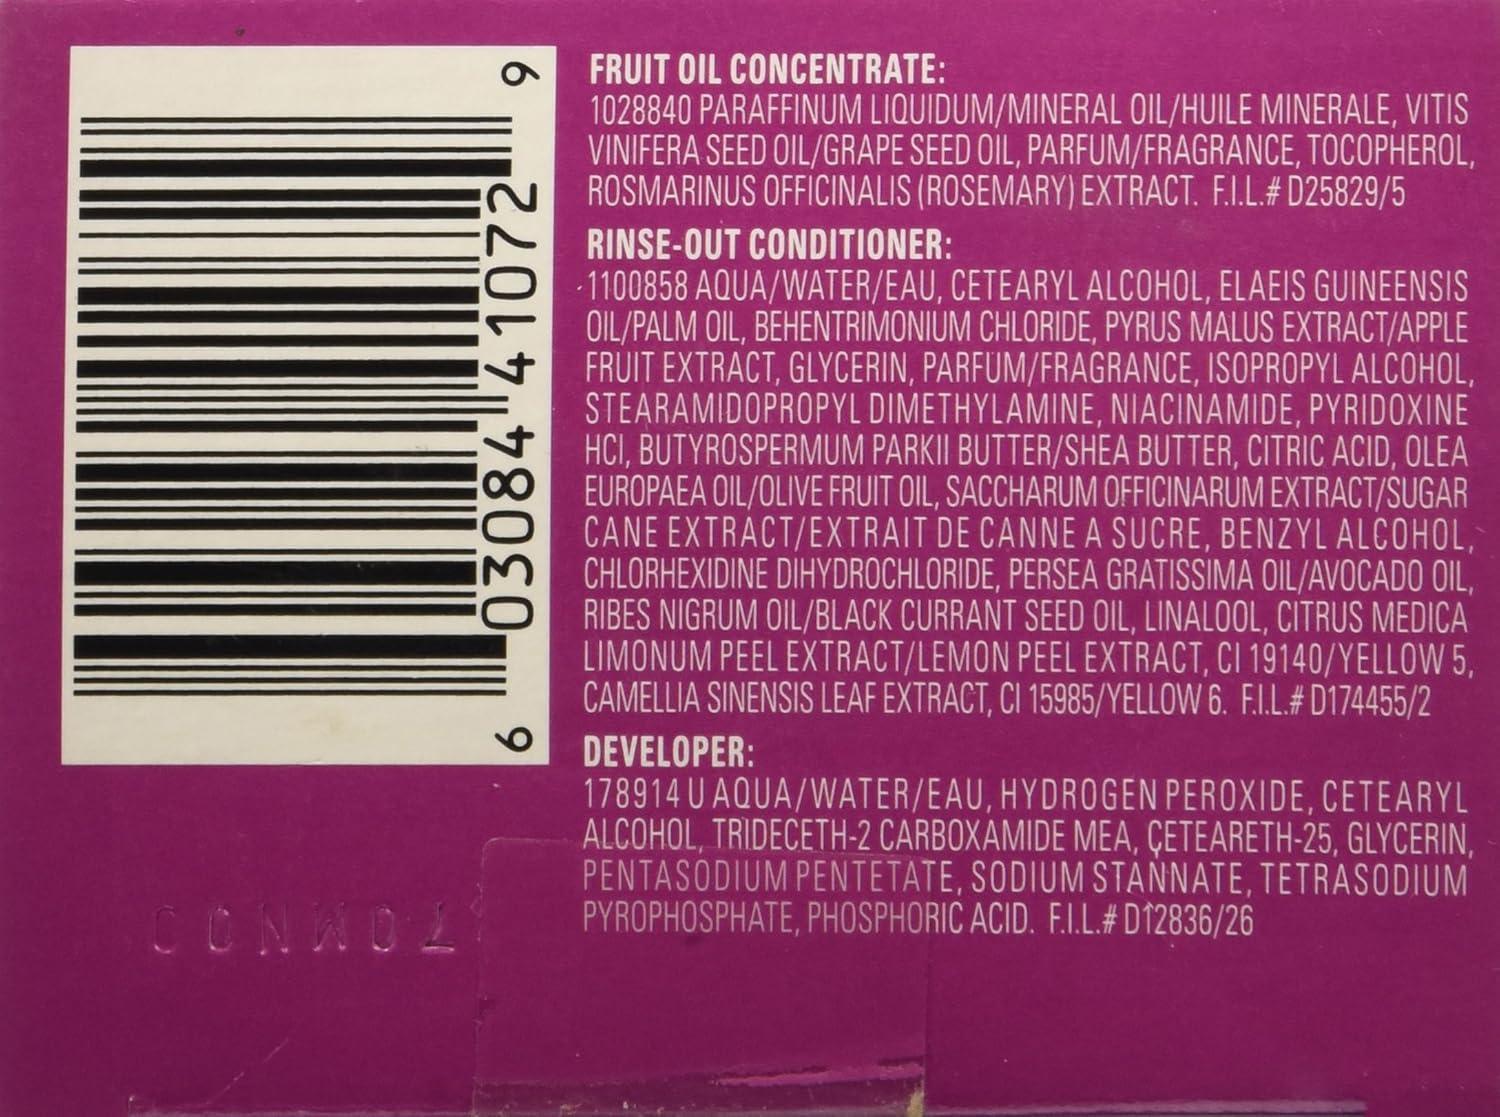 6 03084 41072 9
FRUIT OIL CONCENTRATE:
1028840 PARAFFINUM LIQUIDUM/MINERAL OIL/HUILE MINERALE, VITIS
VINIFERA SEED OIL/GRAPE SEED OIL, PARFUM/FRAGRANCE, TOCOPHEROL,
ROSMARINUS OFFICINALIS (ROSEMARY) EXTRACT. F.I.L.# D25829/5
RINSE-OUT CONDITIONER:
1100858 AQUA/WATER/EAU, CETEARYL ALCOHOL, ELAEIS GUINEENSIS
OIL/PALM OIL, BEHENTRIMONIUM CHLORIDE, PYRUS MALUS EXTRACT/APPLE
FRUIT EXTRACT, GLYCERIN, PARFUM/FRAGRANCE, ISOPROPYL ALCOHOL,
STEARAMIDOPROPYL DIMETHYLAMINE, NIACINAMIDE, PYRIDOXINE
HCI, BUTYROSPERMUM PARKII BUTTER/SHEA BUTTER, CITRIC ACID, OLEA
EUROPAEA OIL/OLIVE FRUIT OIL, SACCHARUM OFFICINARUM EXTRACT/SUGAR
CANE EXTRACT/EXTRAIT DE CANNE A SUCRE, BENZYL ALCOHOL,
CHLORHEXIDINE DIHYDROCHLORIDE, PERSEA GRATISSIMA OIL/AVOCADO OIL,
RIBES NIGRUM OIL/BLACK CURRANT SEED OIL, LINALOOL, CITRUS MEDICA
LIMONUM PEEL EXTRACT/LEMON PEEL EXTRACT, CI 19140/YELLOW 5,
CAMELLIA SINENSIS LEAF EXTRACT, CI 15985/YELLOW 6. F.I.L.# D174455/2
DEVELOPER:
178914 U AQUA/WATER/EAU, HYDROGEN PEROXIDE, CETEARYL
ALCOHOL, TRIDECETH-2 CARBOXAMIDE MEA, CETEARETH-25, GLYCERIN,
PENTASODIUM PENTETATE, SODIUM STANNATE, TETRASODIUM
PYROPHOSPHATE, PHOSPHORIC ACID. F.I.L.# D12836/26